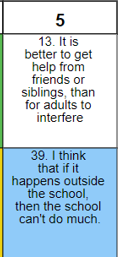 5
13. It is
better to get
help from
friends or
siblings, than
for adults to
interfere
39. I think
that if it
happens outside
the school,
then the school
can't do much.